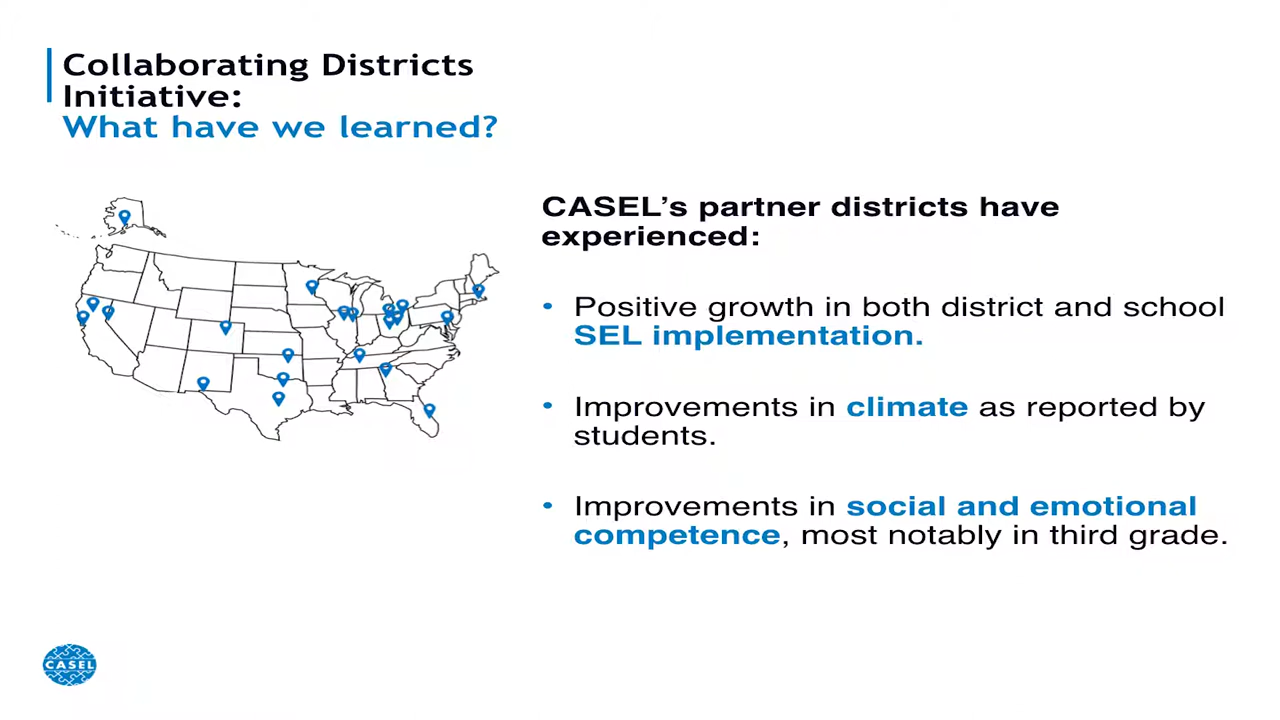 Collaborating Districts
Initiative:
What have we learned?
CASEL’s partner districts have
experienced:
• Positive growth in both district and school
SEL implementation.
• Improvements in climate as reported by
students.
• Improvements in social and emotional
competence, most notably in third grade.
CASEL